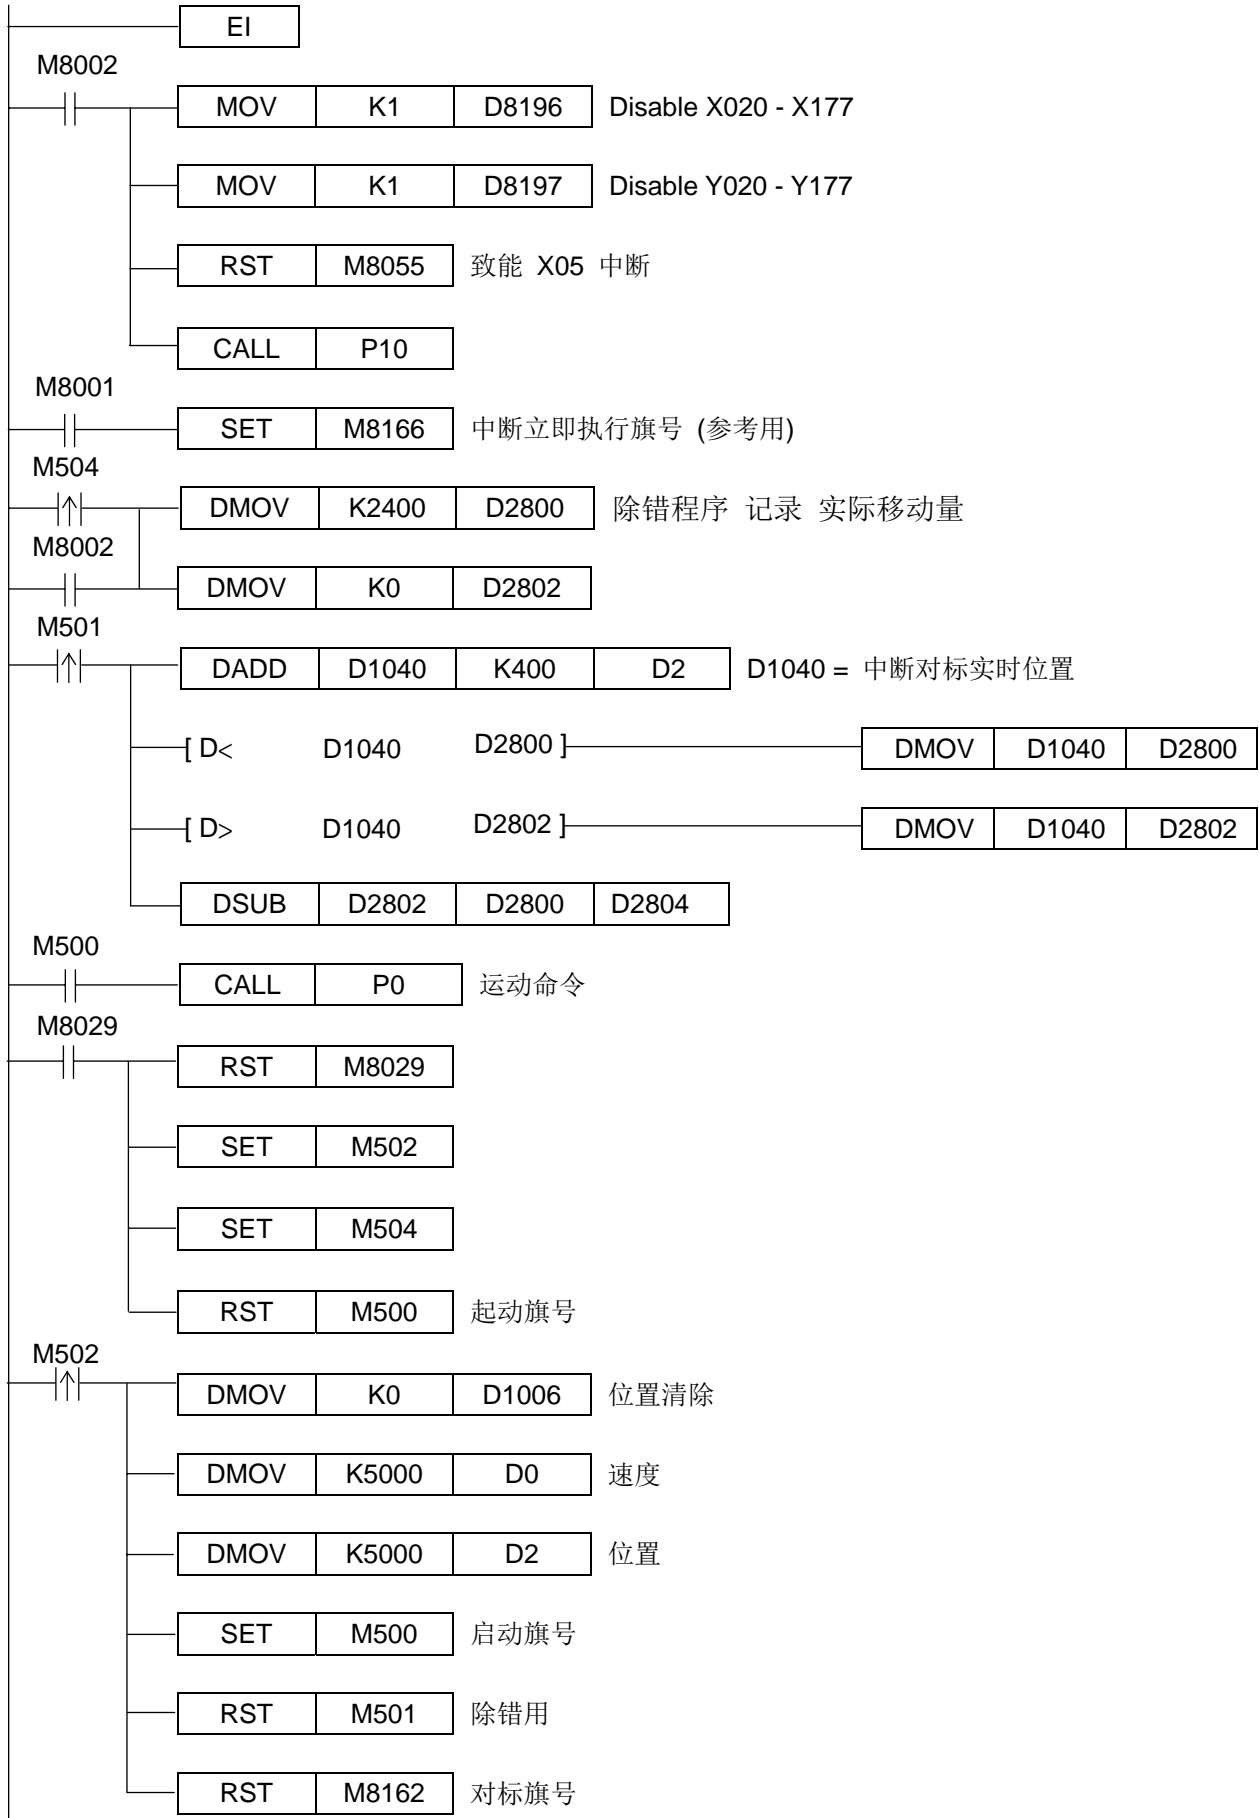 EI
M8002
MOV K1 D8196 Disable X020 - X177
MOV K1 D8197 Disable Y020 - Y177
RST M8055 致能 X05 中断
CALL P10
M8001
SET M8166 中断立即执行旗号 (参考用)
M504
DMOV K2400 D2800 除错程序 记录 实际移动量
M8002
DMOV K0 D2802
M501
DADD D1040 K400 D2 D1040 = 中断对标实时位置
[ D< D1040 D2800 ] DMOV D1040 D2800
[ D> D1040 D2802 ] DMOV D1040 D2802
DSUB D2802 D2800 D2804
M500
CALL P0 运动命令
M8029
RST M8029
SET M502
SET M504
RST M500 起动旗号
M502
DMOV K0 D1006 位置清除
DMOV K5000 D0 速度
DMOV K5000 D2 位置
SET M500 启动旗号
RST M501 除错用
RST M8162 对标旗号